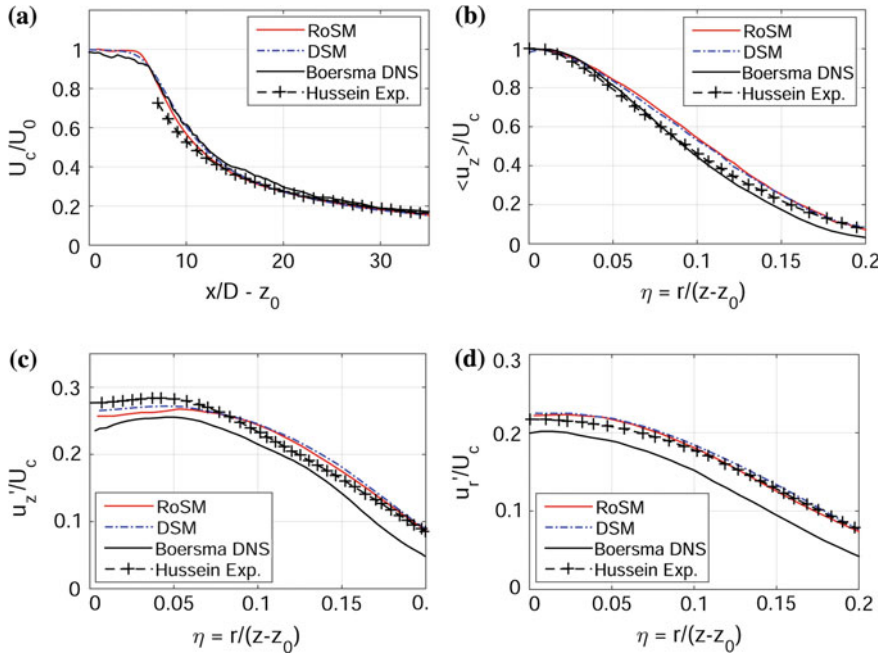 (a)
1
0.8
0.6
0.4
0.2
0
U_c/U_0
0 10 20 30
x/D - z_0
RoSM
DSM
Boersma DNS
Hussein Exp.
(b)
1
0.8
0.6
0.4
0.2
0
<u_z>/U_c
0 0.05 0.1 0.15 0.2
η = r/(z-z_0)
RoSM
DSM
Boersma DNS
Hussein Exp.
(c)
0.3
0.2
0.1
0
u_z'/U_c
0 0.05 0.1 0.15 0.
η = r/(z-z_0)
RoSM
DSM
Boersma DNS
Hussein Exp.
(d)
0.3
0.2
0.1
0
u_r'/U_c
0 0.05 0.1 0.15 0.2
η = r/(z-z_0)
RoSM
DSM
Boersma DNS
Hussein Exp.